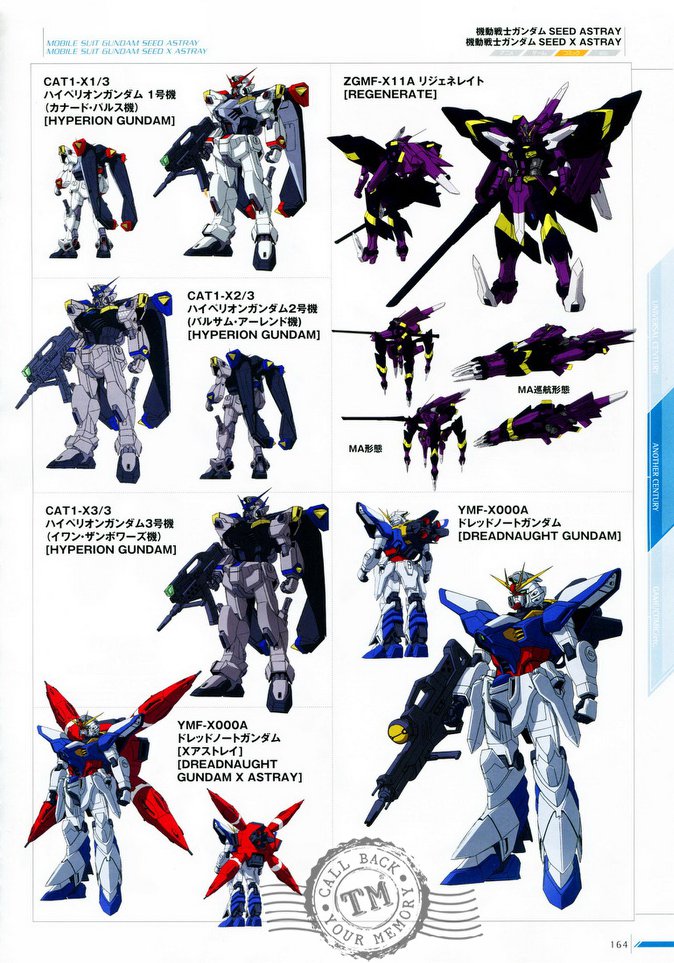 MOBILE SUIT GUNDAM SEED ASTRAY
MOBILE SUIT GUNDAM SEED X ASTRAY
機動戦士ガンダム SEED ASTRAY
機動戦士ガンダム SEED X ASTRAY
CAT1-X1/3
ハイペリオンガンダム 1号機
(カナード・パルス機)
[HYPERION GUNDAM]
ZGMF-X11A リジェネレイト
[REGENERATE]
CAT1-X2/3
ハイペリオンガンダム2号機
(バルサム・アーレンド機)
[HYPERION GUNDAM]
MA巡航形態
MA形態
CAT1-X3/3
ハイペリオンガンダム3号機
(イワン・ザンボワーズ機)
[HYPERION GUNDAM]
YMF-X000A
ドレッドノートガンダム
[DREADNAUGHT GUNDAM]
YMF-X000A
ドレッドノートガンダム
[Xアストレイ]
[DREADNAUGHT
GUNDAM X ASTRAY]
UNIVERSAL CENTURY
ANOTHER CENTURY
CALL BACK
TM
YOUR MEMORY
164